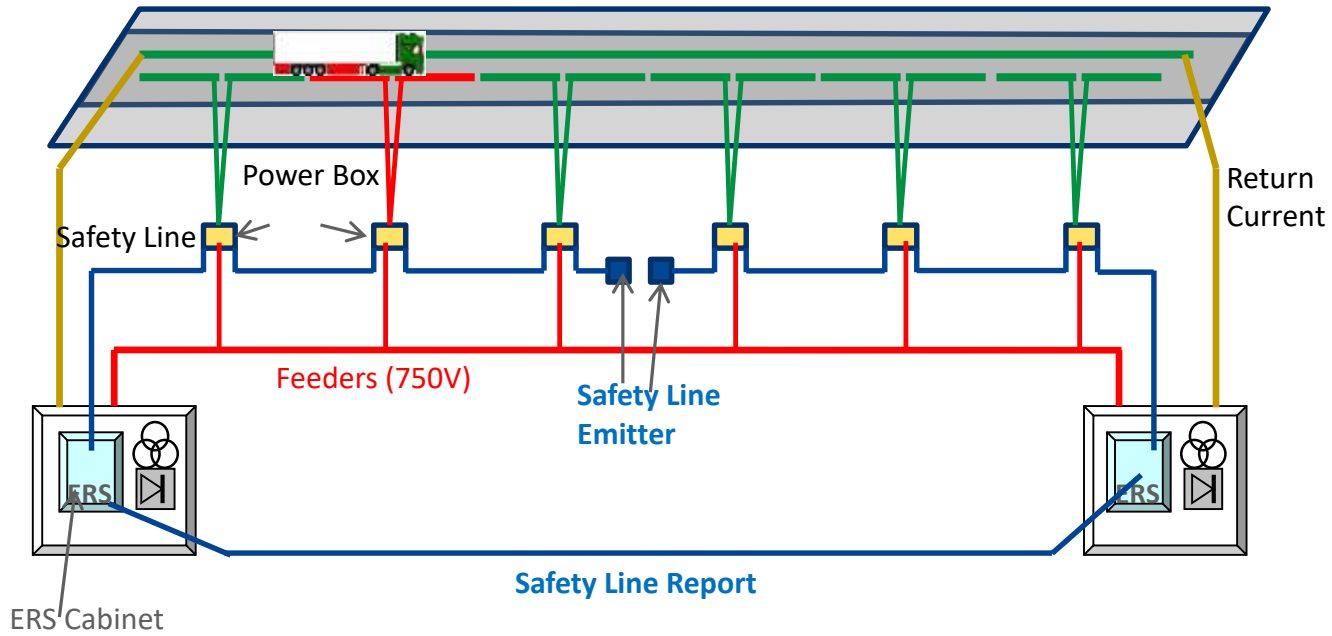 Power Box
Return
Current
Safety Line
Feeders (750V)
Safety Line
Emitter
ERS
ERS
Safety Line Report
ERS Cabinet